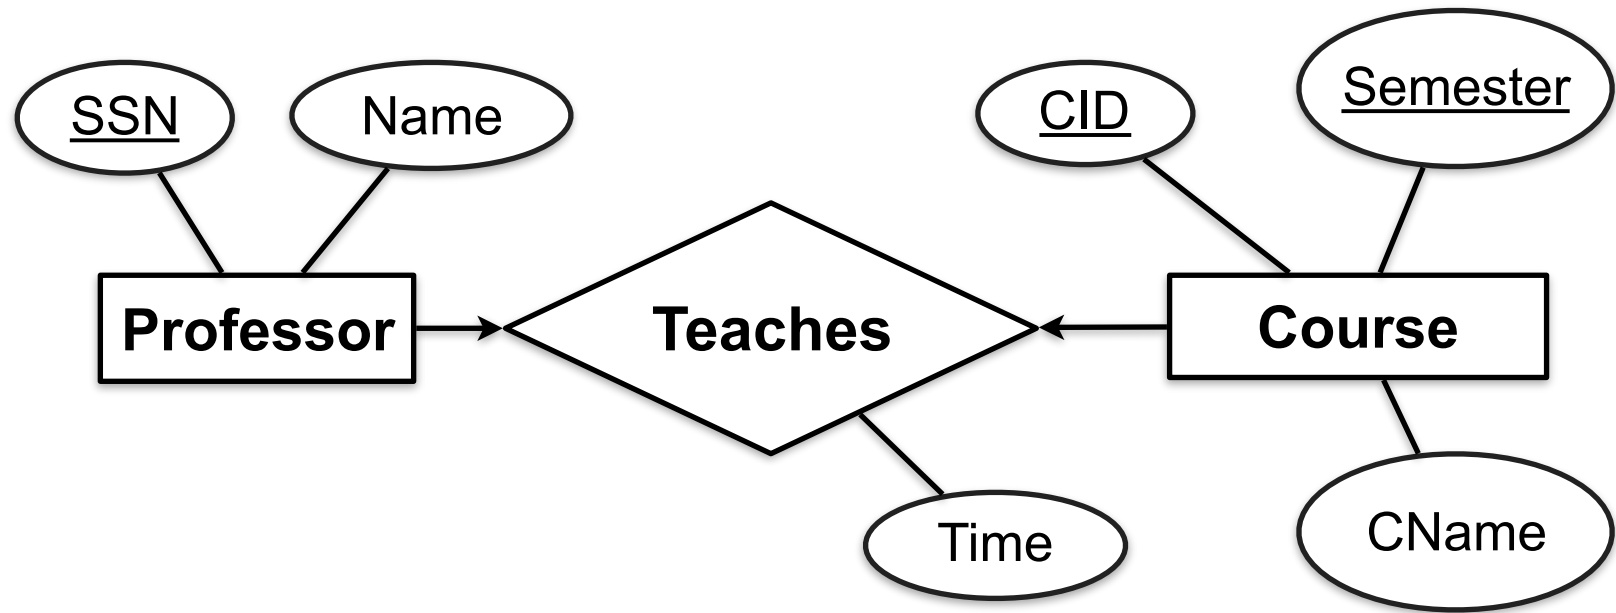 SSN
Name
CID
Semester
Professor
Teaches
Course
Time
CName